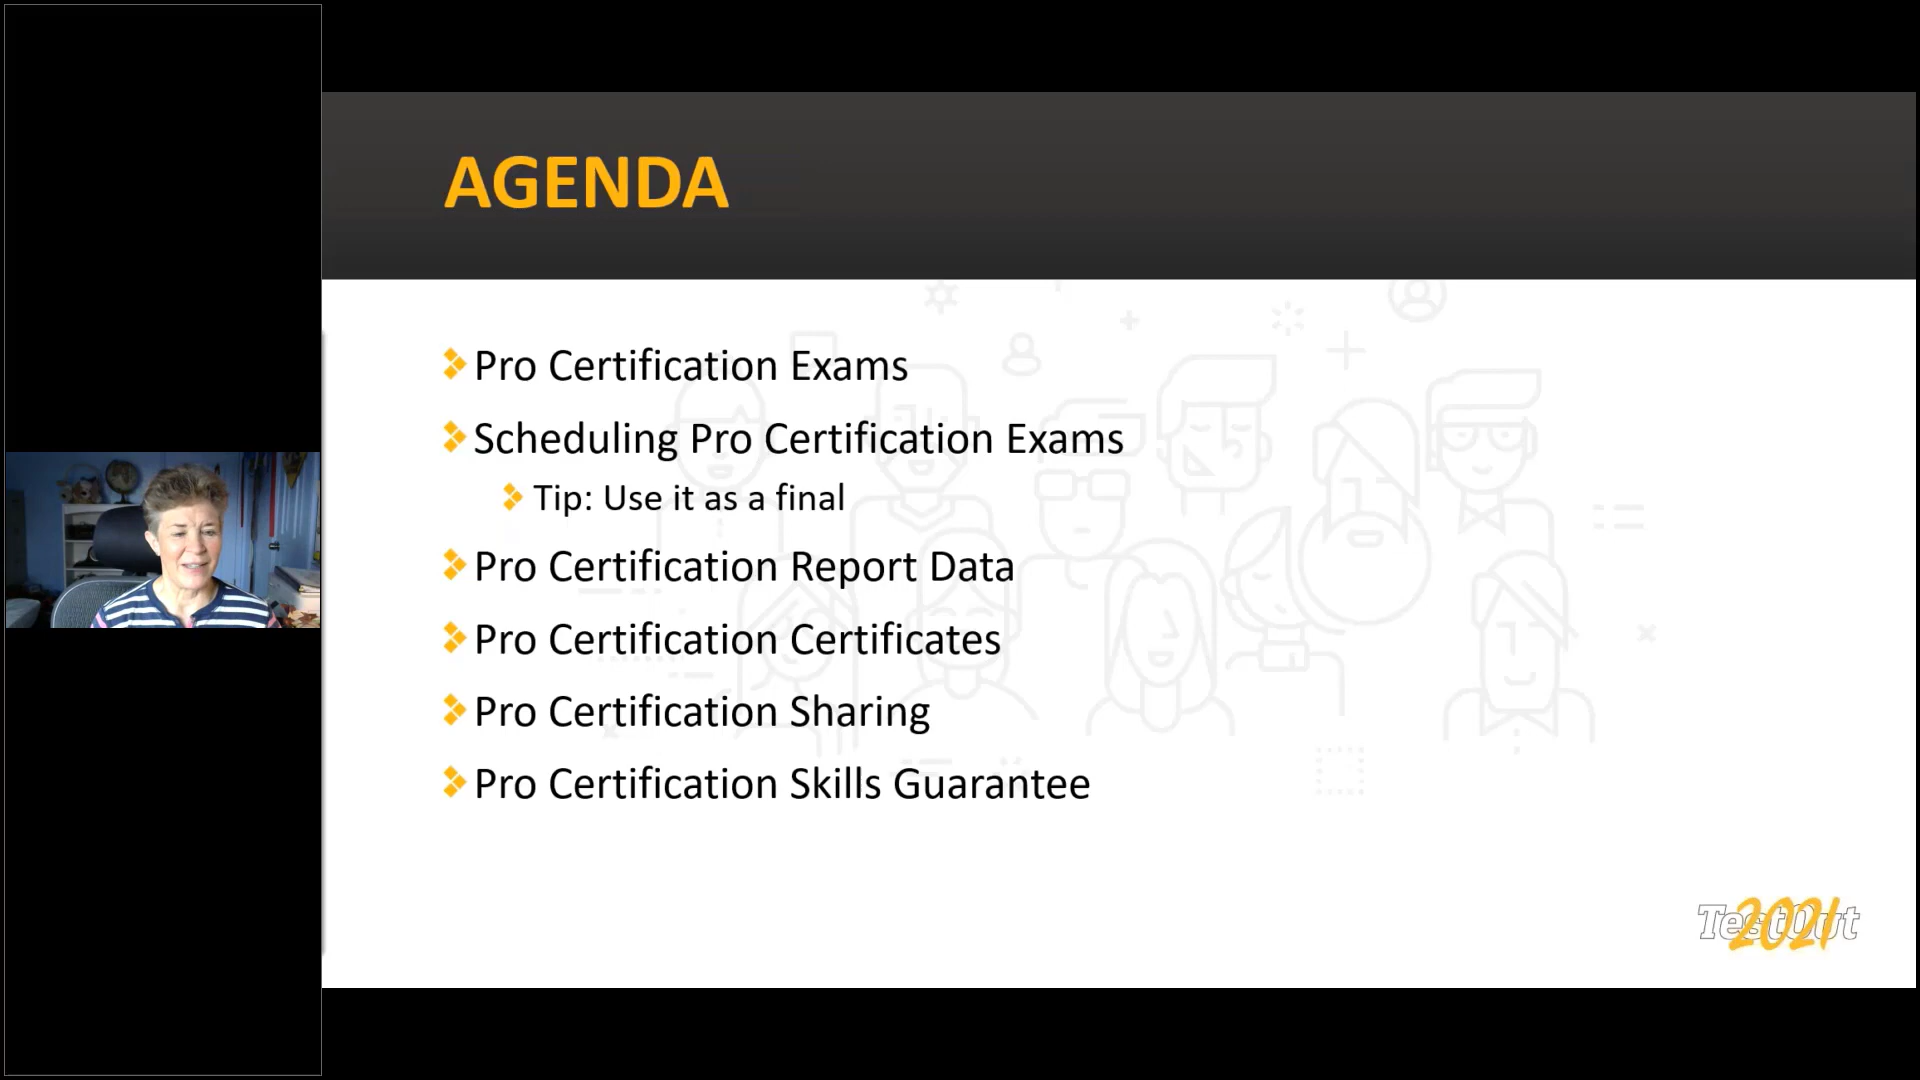 AGENDA
Pro Certification Exams
Scheduling Pro Certification Exams
Tip: Use it as a final
Pro Certification Report Data
Pro Certification Certificates
Pro Certification Sharing
Pro Certification Skills Guarantee
TestOut 2021